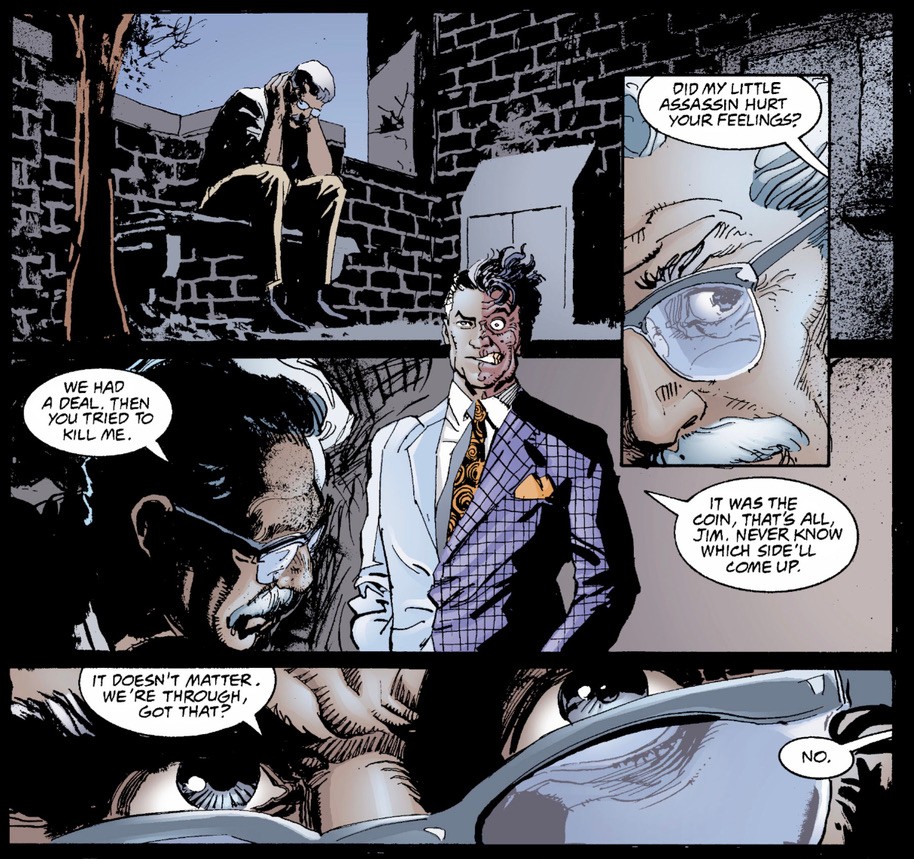 DID MY LITTLE
ASSASSIN HURT
YOUR FEELINGS?
WE HAD
A DEAL. THEN
YOU TRIED TO
KILL ME.
IT WAS THE
COIN, THAT'S ALL,
JIM. NEVER KNOW
WHICH SIDE'LL
COME UP.
IT DOESN'T MATTER.
WE'RE THROUGH,
GOT THAT?
NO.